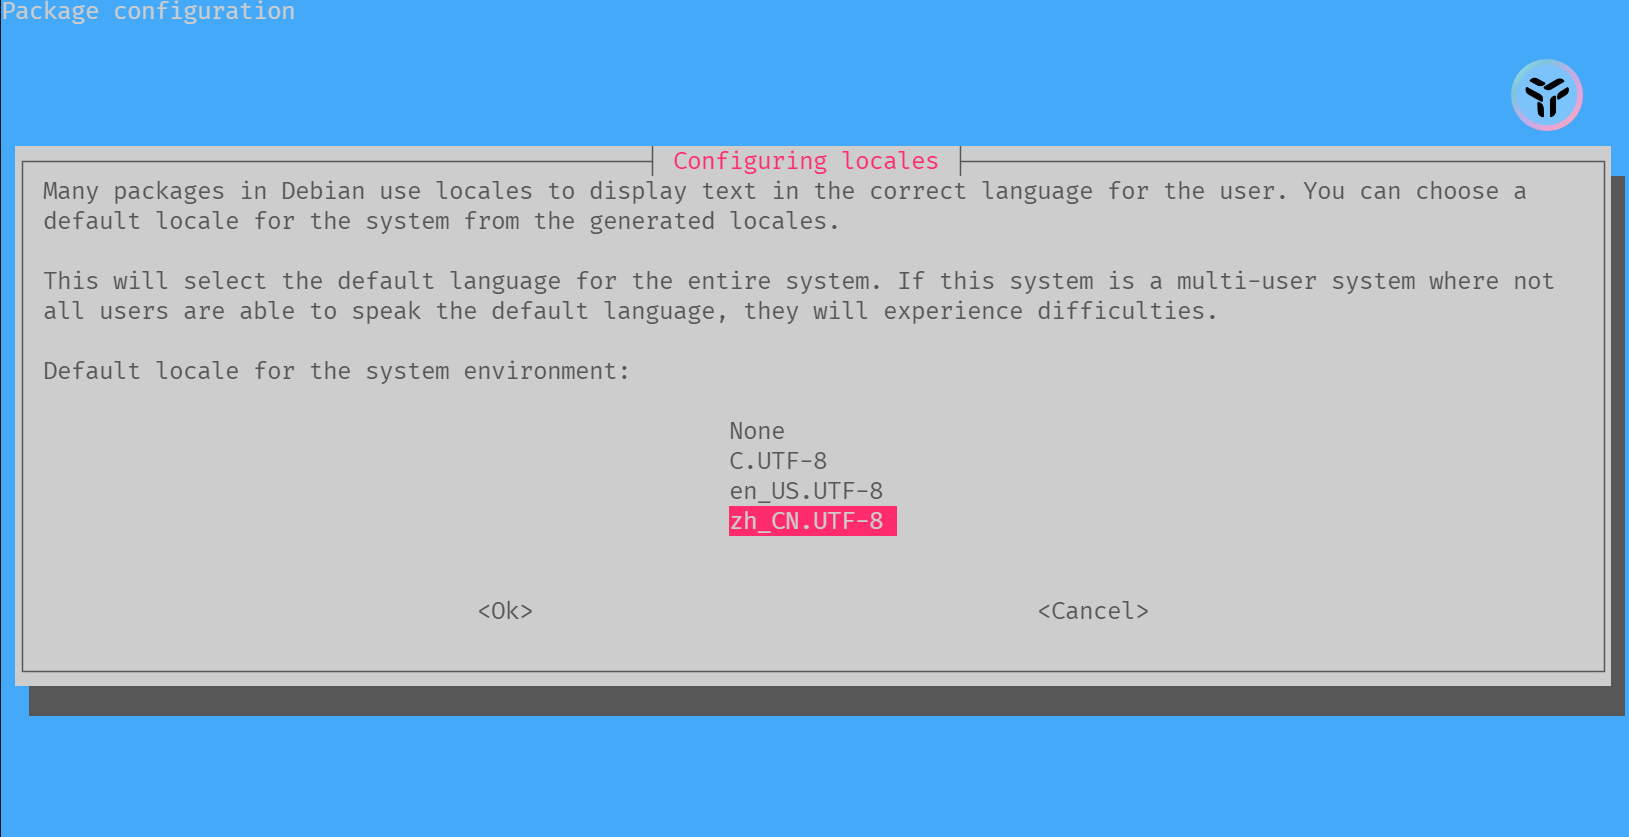 Package configuration
Configuring locales
Many packages in Debian use locales to display text in the correct language for the user. You can choose a
default locale for the system from the generated locales.
This will select the default language for the entire system. If this system is a multi-user system where not
all users are able to speak the default language, they will experience difficulties.
Default locale for the system environment:
None
C.UTF-8
en_US.UTF-8
zh_CN.UTF-8
<Ok> <Cancel>